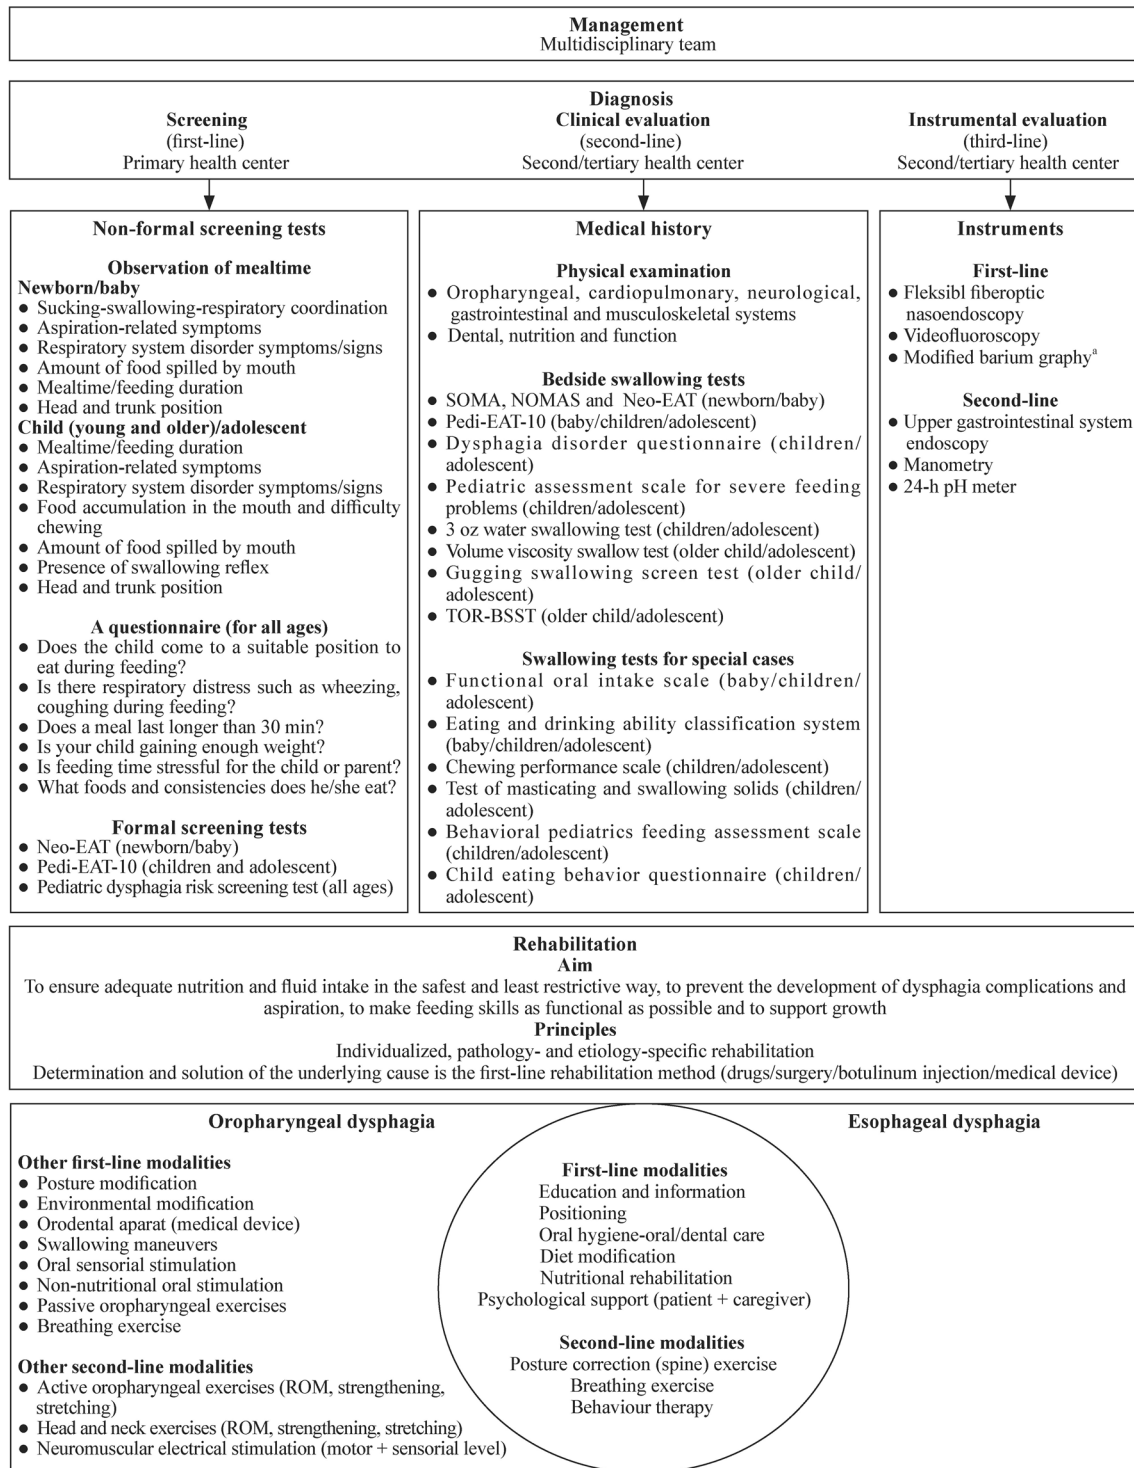 Management
Multidisciplinary team
Diagnosis
Screening
(first-line)
Primary health center
Clinical evaluation
(second-line)
Second/tertiary health center
Instrumental evaluation
(third-line)
Second/tertiary health center
Non-formal screening tests
Observation of mealtime
Newborn/baby
● Sucking-swallowing-respiratory coordination
● Aspiration-related symptoms
● Respiratory system disorder symptoms/signs
● Amount of food spilled by mouth
● Mealtime/feeding duration
● Head and trunk position
Child (young and older)/adolescent
● Mealtime/feeding duration
● Aspiration-related symptoms
● Respiratory system disorder symptoms/signs
● Food accumulation in the mouth and difficulty
chewing
● Amount of food spilled by mouth
● Presence of swallowing reflex
● Head and trunk position
A questionnaire (for all ages)
● Does the child come to a suitable position to
eat during feeding?
● Is there respiratory distress such as wheezing,
coughing during feeding?
● Does a meal last longer than 30 min?
● Is your child gaining enough weight?
● Is feeding time stressful for the child or parent?
● What foods and consistencies does he/she eat?
Formal screening tests
● Neo-EAT (newborn/baby)
● Pedi-EAT-10 (children and adolescent)
● Pediatric dysphagia risk screening test (all ages)
Medical history
Physical examination
● Oropharyngeal, cardiopulmonary, neurological,
gastrointestinal and musculoskeletal systems
● Dental, nutrition and function
Bedside swallowing tests
● SOMA, NOMAS and Neo-EAT (newborn/baby)
● Pedi-EAT-10 (baby/children/adolescent)
● Dysphagia disorder questionnaire (children/
adolescent)
● Pediatric assessment scale for severe feeding
problems (children/adolescent)
● 3 oz water swallowing test (children/adolescent)
● Volume viscosity swallow test (older child/adolescent)
● Gugging swallowing screen test (older child/
adolescent)
● TOR-BSST (older child/adolescent)
Swallowing tests for special cases
● Functional oral intake scale (baby/children/
adolescent)
● Eating and drinking ability classification system
(baby/children/adolescent)
● Chewing performance scale (children/adolescent)
● Test of masticating and swallowing solids (children/
adolescent)
● Behavioral pediatrics feeding assessment scale
(children/adolescent)
● Child eating behavior questionnaire (children/
adolescent)
Instruments
First-line
● Fleksibl fiberoptic
nasoendoscopy
● Videofluoroscopy
● Modified barium graphyᵃ
Second-line
● Upper gastrointestinal system
endoscopy
● Manometry
● 24-h pH meter
Rehabilitation
Aim
To ensure adequate nutrition and fluid intake in the safest and least restrictive way, to prevent the development of dysphagia complications and
aspiration, to make feeding skills as functional as possible and to support growth
Principles
Individualized, pathology- and etiology-specific rehabilitation
Determination and solution of the underlying cause is the first-line rehabilitation method (drugs/surgery/botulinum injection/medical device)
Oropharyngeal dysphagia
Other first-line modalities
● Posture modification
● Environmental modification
● Orodental aparat (medical device)
● Swallowing maneuvers
● Oral sensorial stimulation
● Non-nutritional oral stimulation
● Passive oropharyngeal exercises
● Breathing exercise
Other second-line modalities
● Active oropharyngeal exercises (ROM, strengthening,
stretching)
● Head and neck exercises (ROM, strengthening, stretching)
● Neuromuscular electrical stimulation (motor + sensorial level)
First-line modalities
Education and information
Positioning
Oral hygiene-oral/dental care
Diet modification
Nutritional rehabilitation
Psychological support (patient + caregiver)
Second-line modalities
Posture correction (spine) exercise
Breathing exercise
Behaviour therapy
Esophageal dysphagia